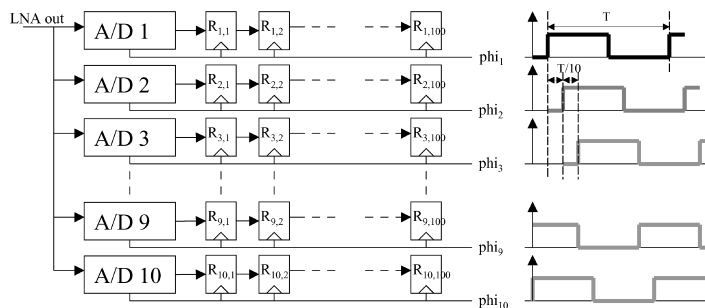 LNA out
A/D 1 R1,1 R1,2 R1,100 phi1
A/D 2 R2,1 R2,2 R2,100 phi2
A/D 3 R3,1 R3,2 R3,100 phi3
A/D 9 R9,1 R9,2 R9,100 phi9
A/D 10 R10,1 R10,2 R10,100 phi10
T
T/10